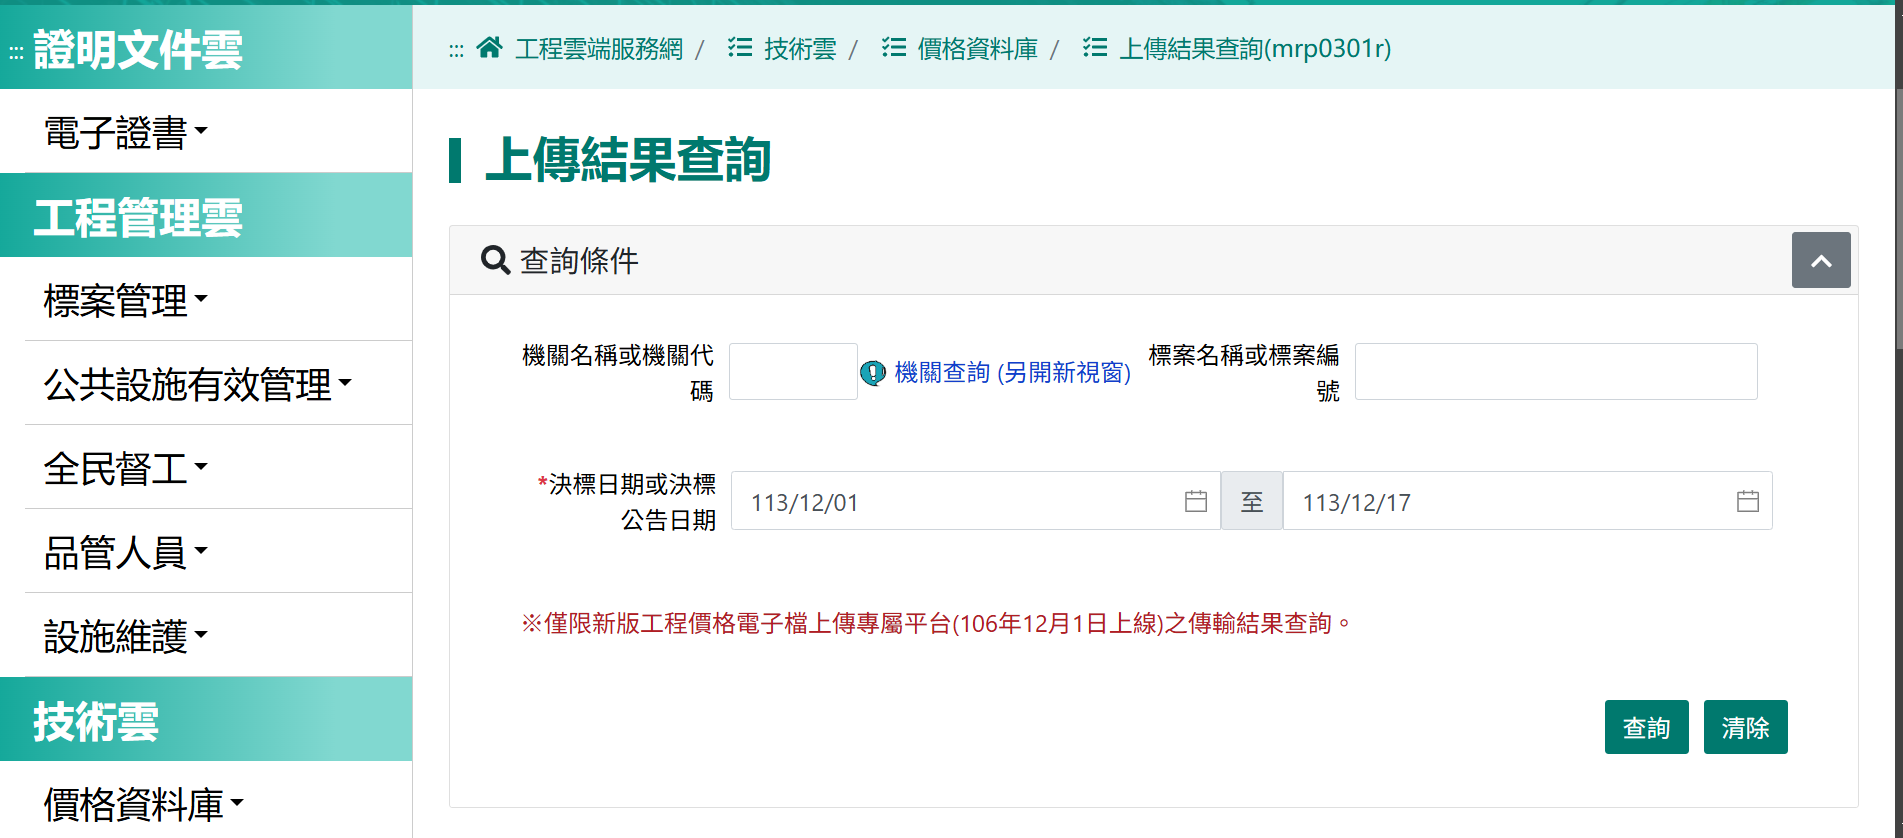 ::: 證明文件雲
電子證書
工程管理雲
標案管理
公共設施有效管理
全民督工
品管人員
設施維護
技術雲
價格資料庫
::: 工程雲端服務網 / 技術雲 / 價格資料庫 / 上傳結果查詢(mrp0301r)
上傳結果查詢
查詢條件
機關名稱或機關代
碼
機關查詢 (另開新視窗)
標案名稱或標案編
號
*決標日期或決標
公告日期
113/12/01 至 113/12/17
※僅限新版工程價格電子檔上傳專屬平台(106年12月1日上線)之傳輸結果查詢。
查詢 清除